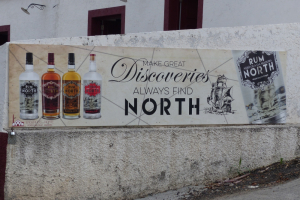 MAKE GREAT
Discoveries
ALWAYS FIND
NORTH
RUM
NORTH